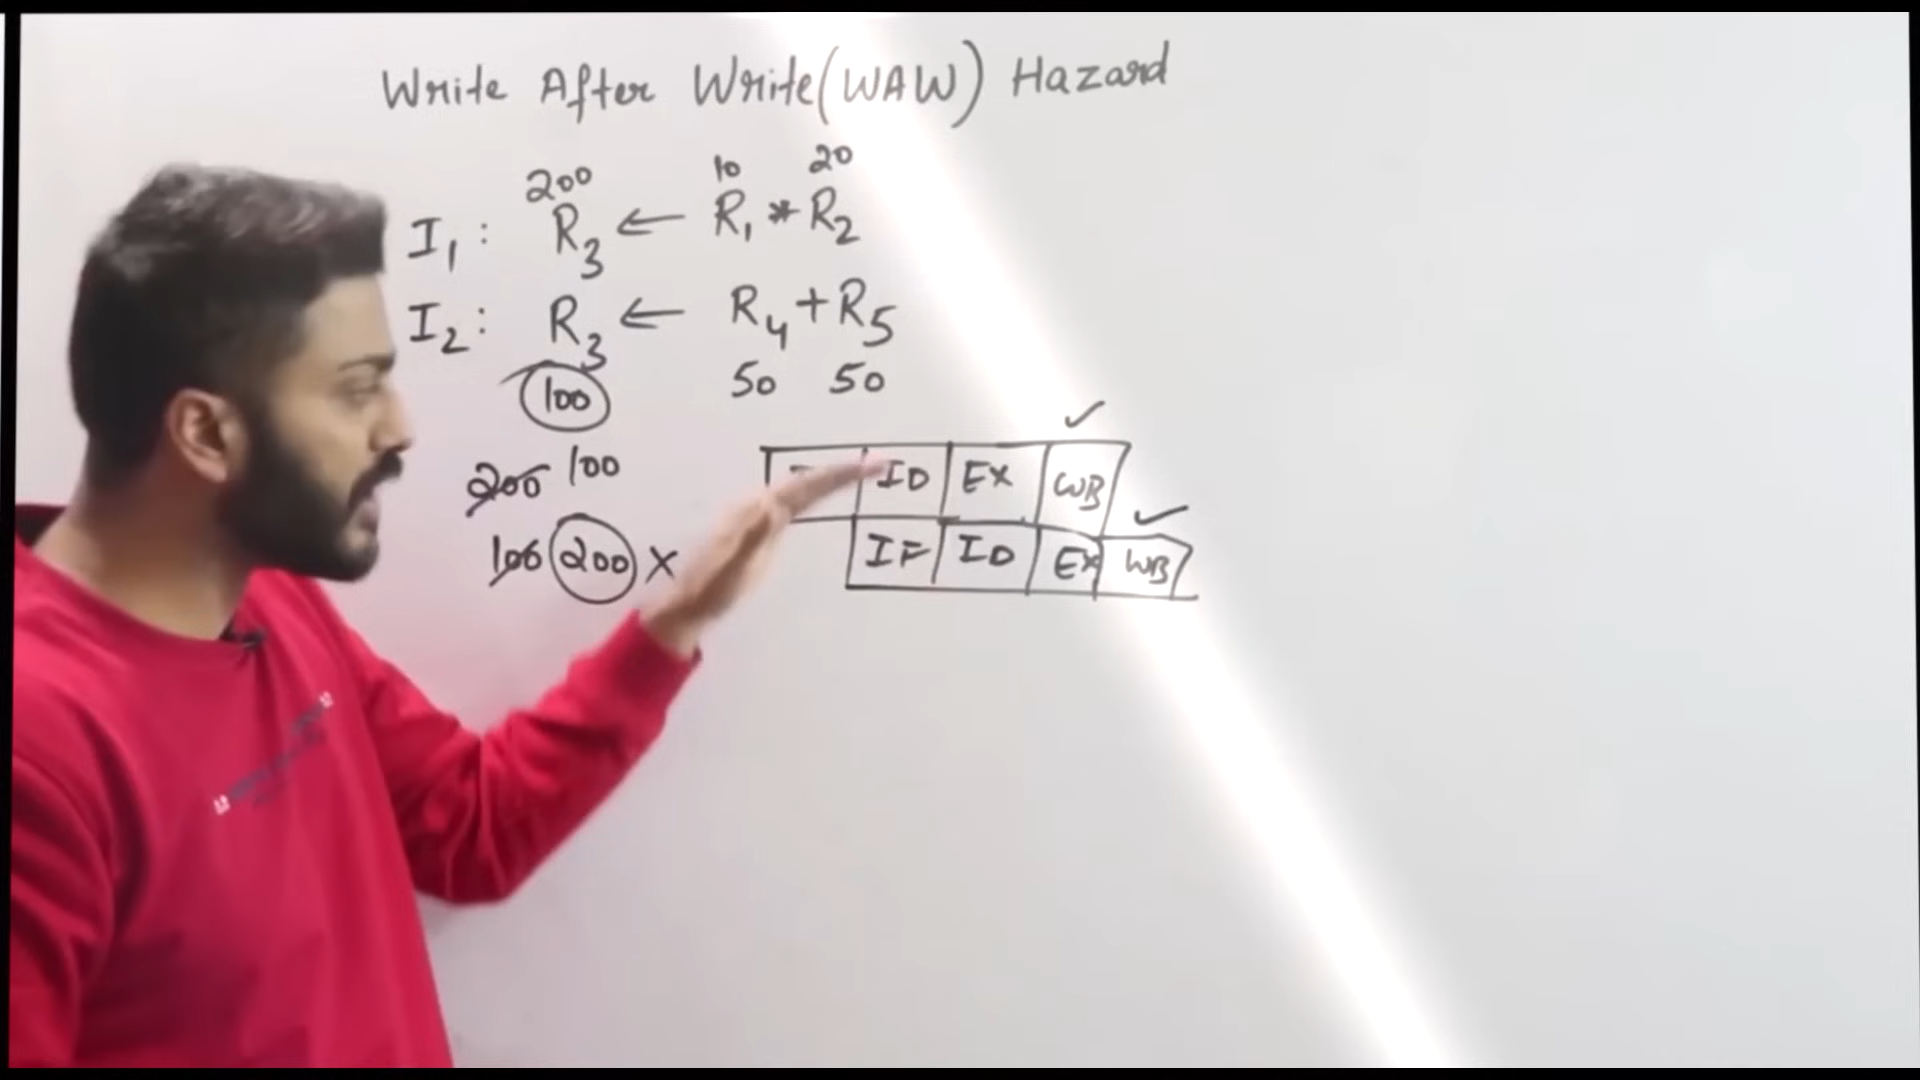 Write After Write (WAW) Hazard
200 10 20
I1 : R3 ← R1 * R2
I2 : R3 ← R4 + R5
100 50 50
200 100
100 200 X
✓
ID EX WB
✓
IF ID EX WB